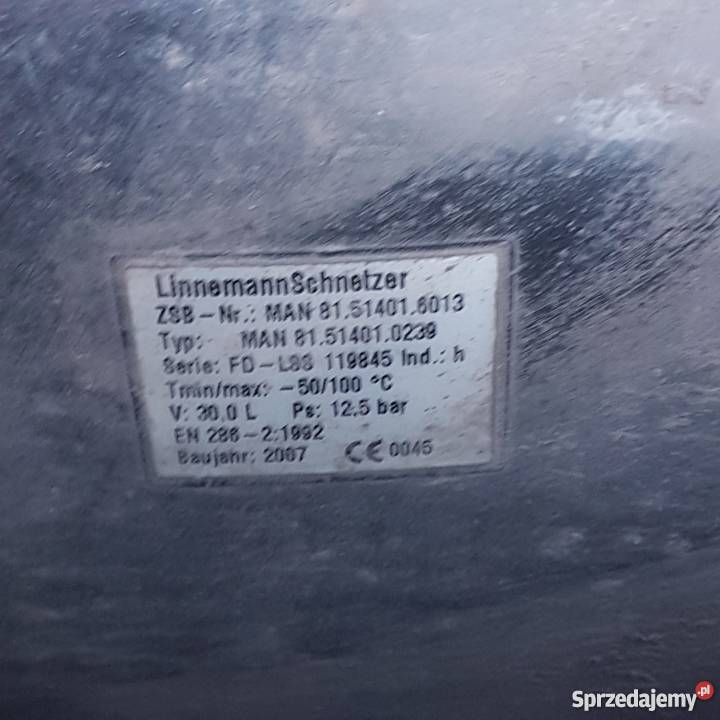 LinnemannSchnetzer
ZSB-Nr.: MAN 81.51401.6013
Typ: MAN 81.51401.0239
Serie: FD-LSS 119845 Ind.: h
Tmin/max: -50/100 °C
V: 30,0 L Ps: 12,5 bar
EN 286-2:1992
Baujahr: 2007 CE 0045
Sprzedajemy.pl